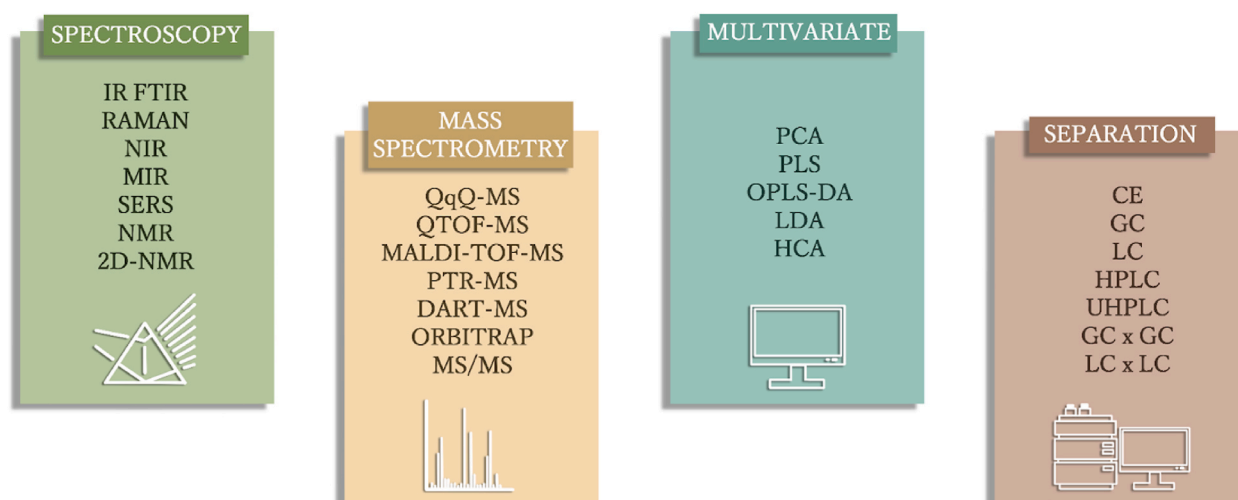 SPECTROSCOPY
IR FTIR
RAMAN
NIR
MIR
SERS
NMR
2D-NMR
MASS
SPECTROMETRY
QqQ-MS
QTOF-MS
MALDI-TOF-MS
PTR-MS
DART-MS
ORBITRAP
MS/MS
MULTIVARIATE
PCA
PLS
OPLS-DA
LDA
HCA
SEPARATION
CE
GC
LC
HPLC
UHPLC
GC x GC
LC x LC